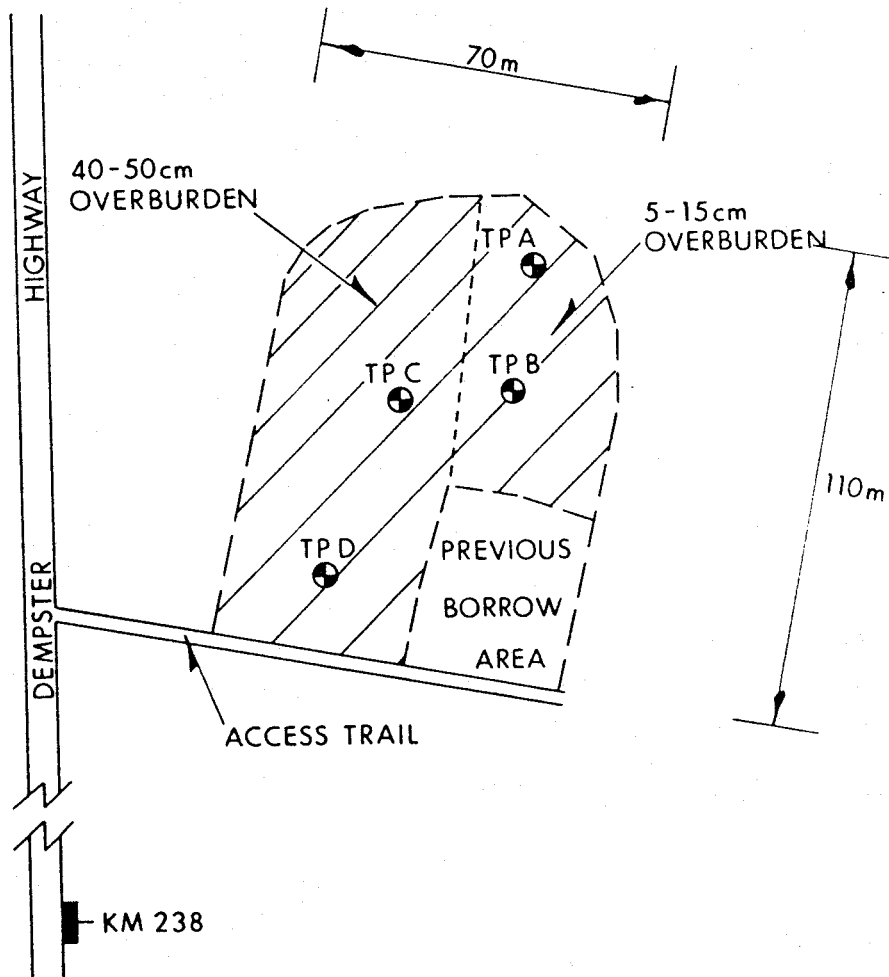 70m
40-50cm
OVERBURDEN
5-15cm
OVERBURDEN
HIGHWAY
TP A
TP B
TP C
110m
TP D
PREVIOUS
BORROW
AREA
DEMPSTER
ACCESS TRAIL
KM 238